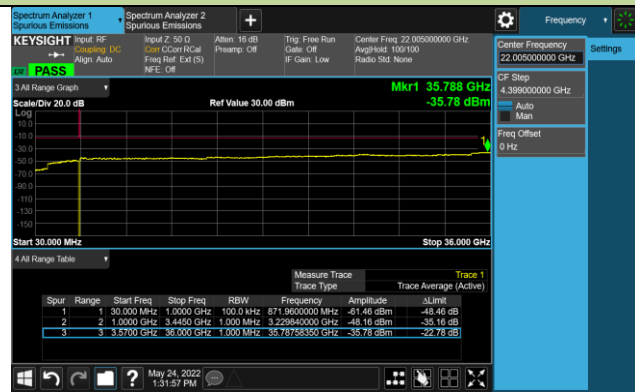 Spectrum Analyzer 1
Spurious Emissions
Spectrum Analyzer 2
Spurious Emissions
+
Frequency
KEYSIGHT
Input: RF
Coupling: DC
Align: Auto
Input Z: 50 Ω
Corr CCorr RCal
Freq Ref: Ext (S)
NFE: Off
Atten: 16 dB
Preamp: Off
Trig: Free Run
Gate: Off
IF Gain: Low
Center Freq: 22.005000000 GHz
Avg|Hold: 100/100
Radio Std: None
PASS
Center Frequency
22.005000000 GHz
Settings
CF Step
4.399000000 GHz
Auto
Man
Freq Offset
0 Hz
3 All Range Graph
Mkr1 35.788 GHz
Scale/Div 20.0 dB
Ref Value 30.00 dBm
-35.78 dBm
Log
10.0
-10.0
-30.0
-50.0
-70.0
-90.0
-110
-130
-150
1
Start 30.000 MHz
Stop 36.000 GHz
4 All Range Table
Measure Trace
Trace 1
Trace Type
Trace Average (Active)
Spur Range Start Freq Stop Freq RBW Frequency Amplitude ΔLimit
1 1 30.000 MHz 1.0000 GHz 100.0 kHz 871.9600000 MHz -61.46 dBm -48.46 dB
2 2 1.0000 GHz 3.4450 GHz 1.000 MHz 3.229840000 GHz -48.16 dBm -35.16 dB
3 3 3.5700 GHz 36.000 GHz 1.000 MHz 35.78758350 GHz -35.78 dBm -22.78 dB
?
May 24, 2022
1:31:57 PM